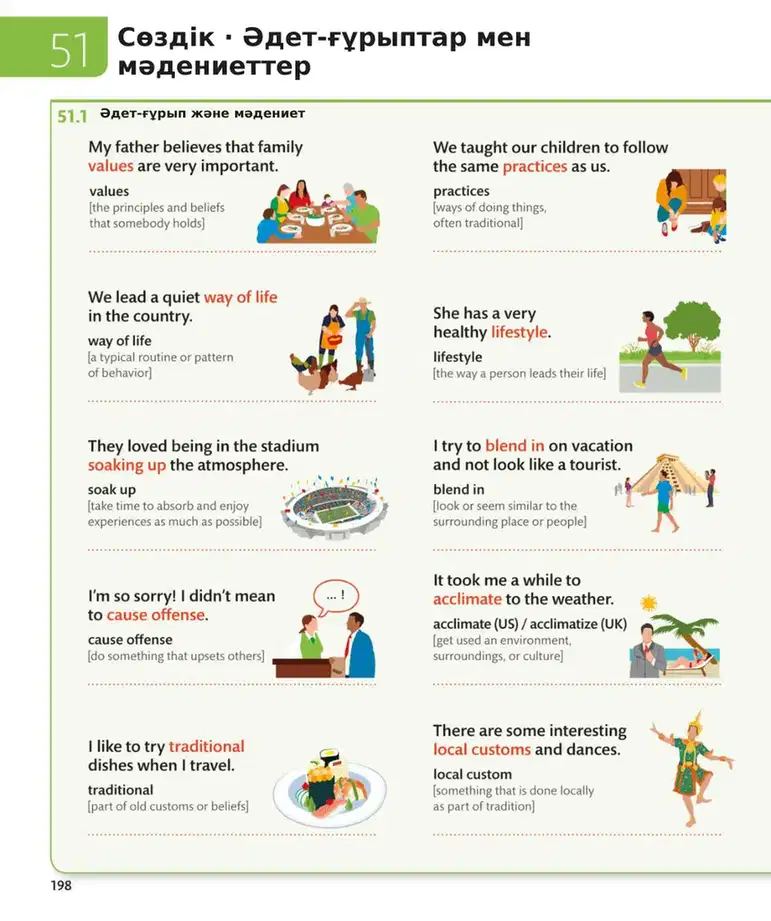 51
Сөздік · Әдет-ғұрыптар мен
мәдениеттер
51.1 Әдет-ғұрып және мәдениет
My father believes that family
values are very important.
values
[the principles and beliefs
that somebody holds]
We taught our children to follow
the same practices as us.
practices
[ways of doing things,
often traditional]
We lead a quiet way of life
in the country.
way of life
[a typical routine or pattern
of behavior]
She has a very
healthy lifestyle.
lifestyle
[the way a person leads their life]
They loved being in the stadium
soaking up the atmosphere.
soak up
[take time to absorb and enjoy
experiences as much as possible]
I try to blend in on vacation
and not look like a tourist.
blend in
[look or seem similar to the
surrounding place or people]
I'm so sorry! I didn't mean
to cause offense.
cause offense
[do something that upsets others]
... !
It took me a while to
acclimate to the weather.
acclimate (US) / acclimatize (UK)
[get used an environment,
surroundings, or culture]
I like to try traditional
dishes when I travel.
traditional
[part of old customs or beliefs]
There are some interesting
local customs and dances.
local custom
[something that is done locally
as part of tradition]
198